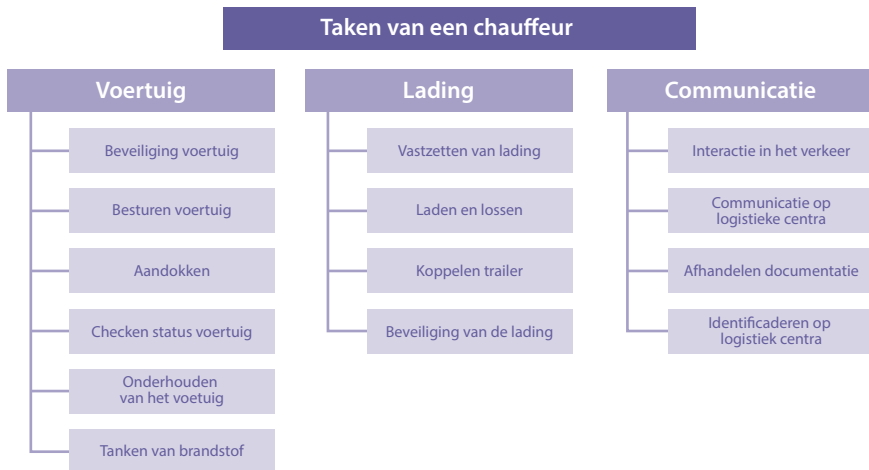 Taken van een chauffeur
Voertuig
Beveiliging voertuig
Besturen voertuig
Aandokken
Checken status voertuig
Onderhouden
van het voetuig
Tanken van brandstof
Lading
Vastzetten van lading
Laden en lossen
Koppelen trailer
Beveiliging van de lading
Communicatie
Interactie in het verkeer
Communicatie op
logistieke centra
Afhandelen documentatie
Identificaderen op
logistiek centra